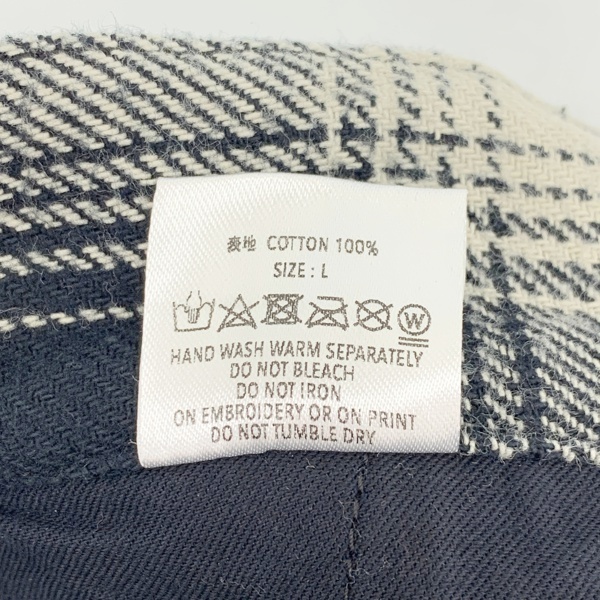 表地 COTTON 100%
SIZE : L
W
HAND WASH WARM SEPARATELY
DO NOT BLEACH
DO NOT IRON
ON EMBROIDERY OR ON PRINT
DO NOT TUMBLE DRY